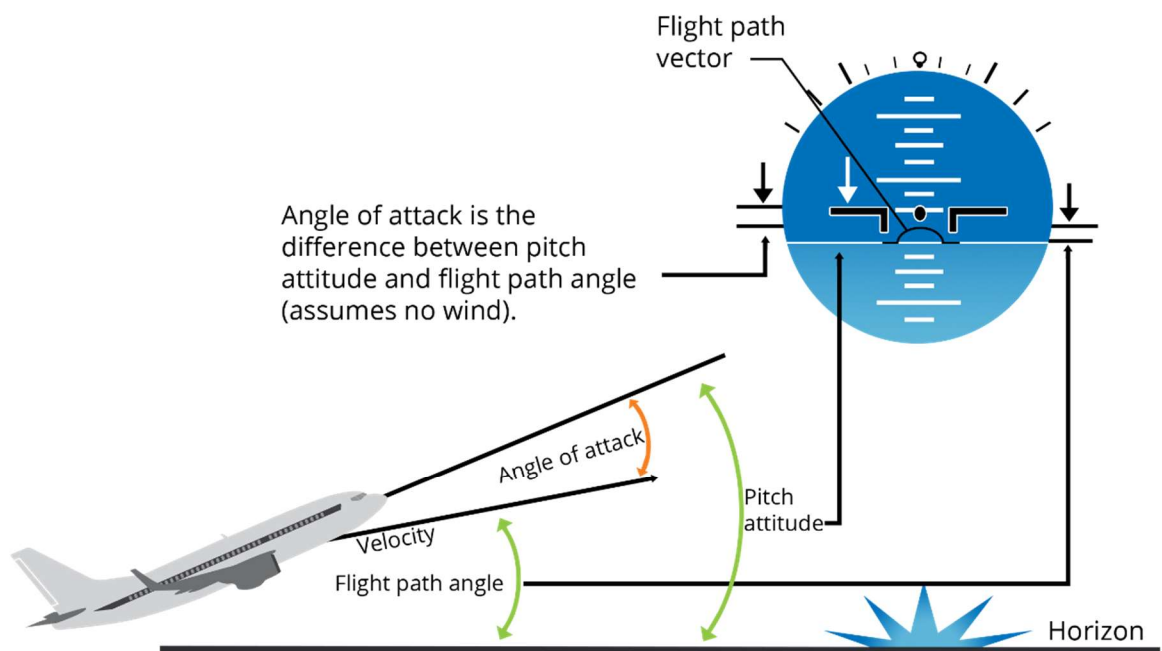 Flight path
vector
Angle of attack is the
difference between pitch
attitude and flight path angle
(assumes no wind).
Angle of attack
Pitch
attitude
Velocity
Flight path angle
Horizon